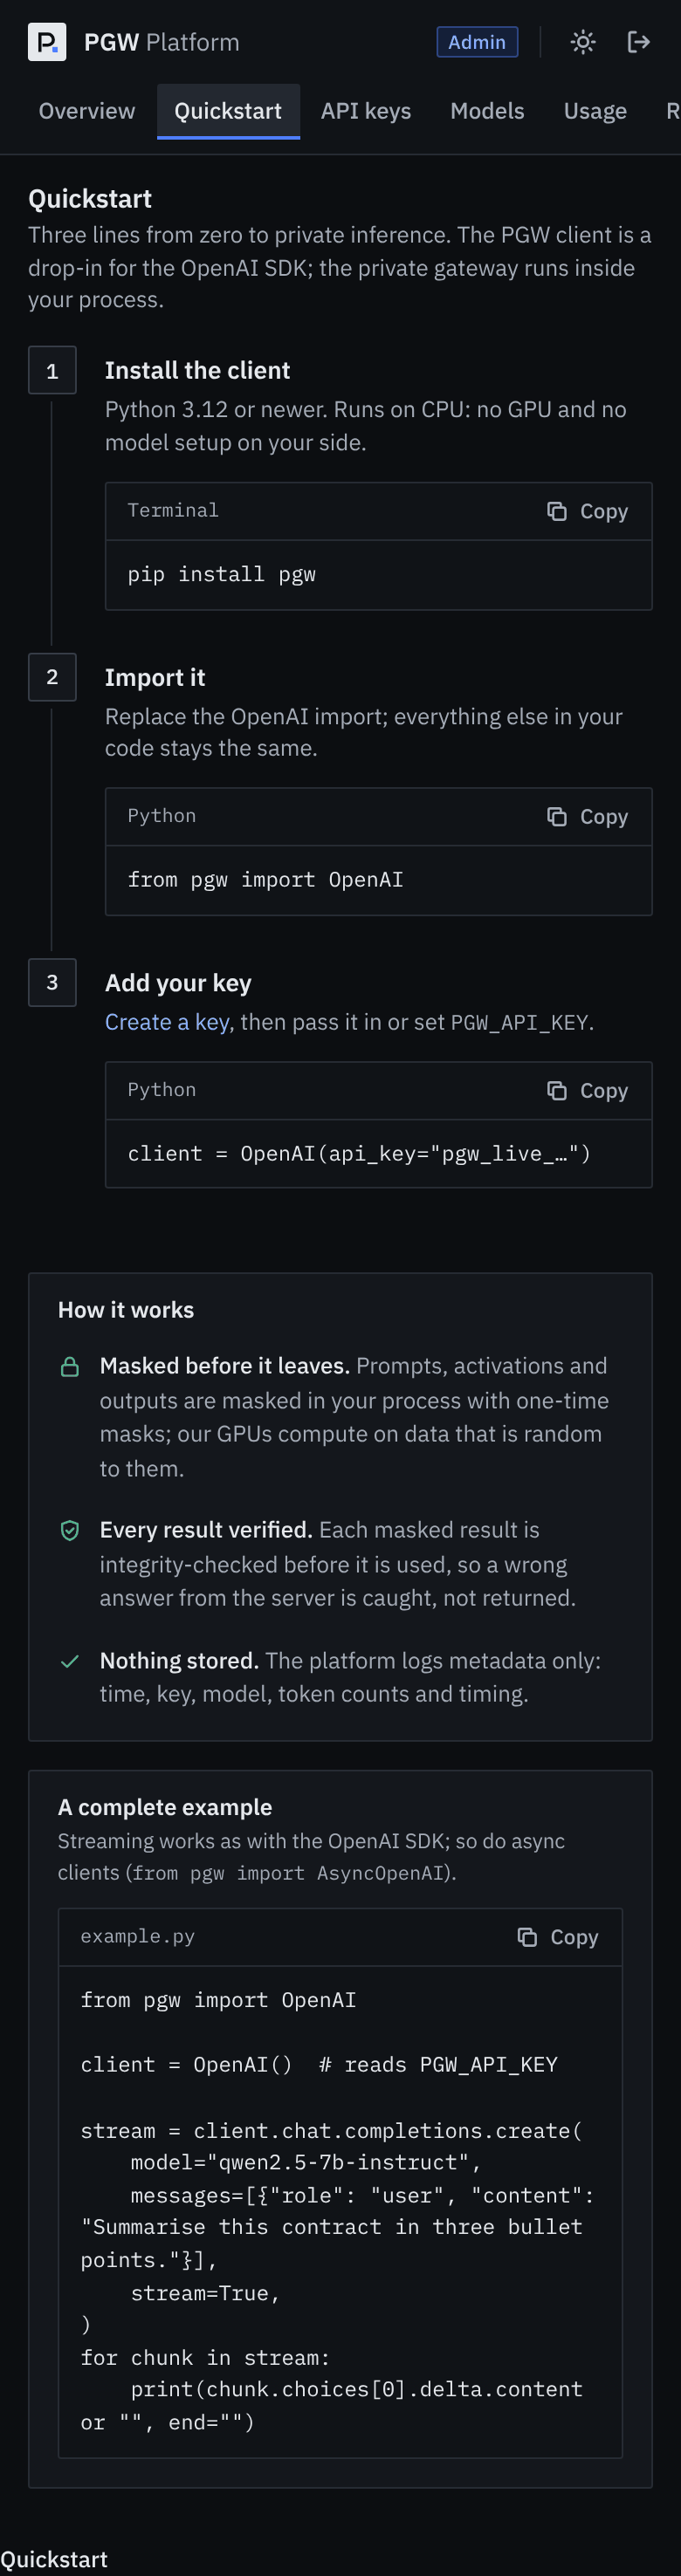 P. PGW Platform Admin
Overview Quickstart API keys Models Usage R
Quickstart
Three lines from zero to private inference. The PGW client is a
drop-in for the OpenAI SDK; the private gateway runs inside
your process.
1 Install the client
Python 3.12 or newer. Runs on CPU: no GPU and no
model setup on your side.
Terminal Copy
pip install pgw
2 Import it
Replace the OpenAI import; everything else in your
code stays the same.
Python Copy
from pgw import OpenAI
3 Add your key
Create a key, then pass it in or set PGW_API_KEY.
Python Copy
client = OpenAI(api_key="pgw_live_…")
How it works
Masked before it leaves. Prompts, activations and
outputs are masked in your process with one-time
masks; our GPUs compute on data that is random
to them.
Every result verified. Each masked result is
integrity-checked before it is used, so a wrong
answer from the server is caught, not returned.
Nothing stored. The platform logs metadata only:
time, key, model, token counts and timing.
A complete example
Streaming works as with the OpenAI SDK; so do async
clients (from pgw import AsyncOpenAI).
example.py Copy
from pgw import OpenAI
client = OpenAI()  # reads PGW_API_KEY
stream = client.chat.completions.create(
    model="qwen2.5-7b-instruct",
    messages=[{"role": "user", "content":
"Summarise this contract in three bullet
points."}],
    stream=True,
)
for chunk in stream:
    print(chunk.choices[0].delta.content
or "", end="")
Quickstart